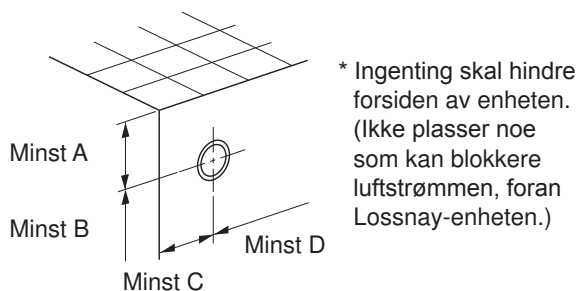 Minst A
Minst B
Minst C
Minst D
* Ingenting skal hindre
forsiden av enheten.
(Ikke plasser noe
som kan blokkere
luftstrømmen, foran
Lossnay-enheten.)